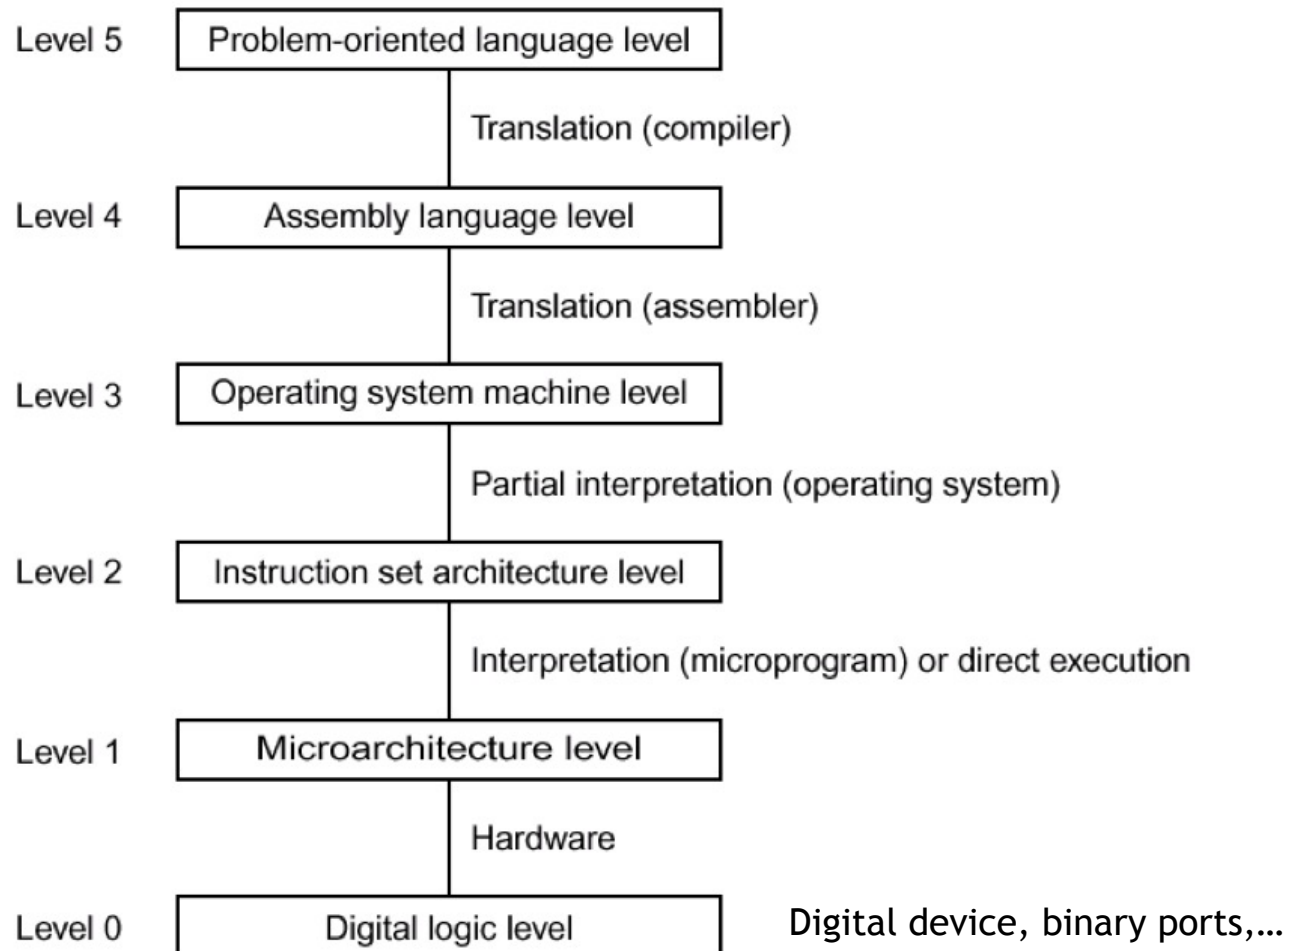 Level 5 Problem-oriented language level
Translation (compiler)
Level 4 Assembly language level
Translation (assembler)
Level 3 Operating system machine level
Partial interpretation (operating system)
Level 2 Instruction set architecture level
Interpretation (microprogram) or direct execution
Level 1 Microarchitecture level
Hardware
Level 0 Digital logic level Digital device, binary ports,…